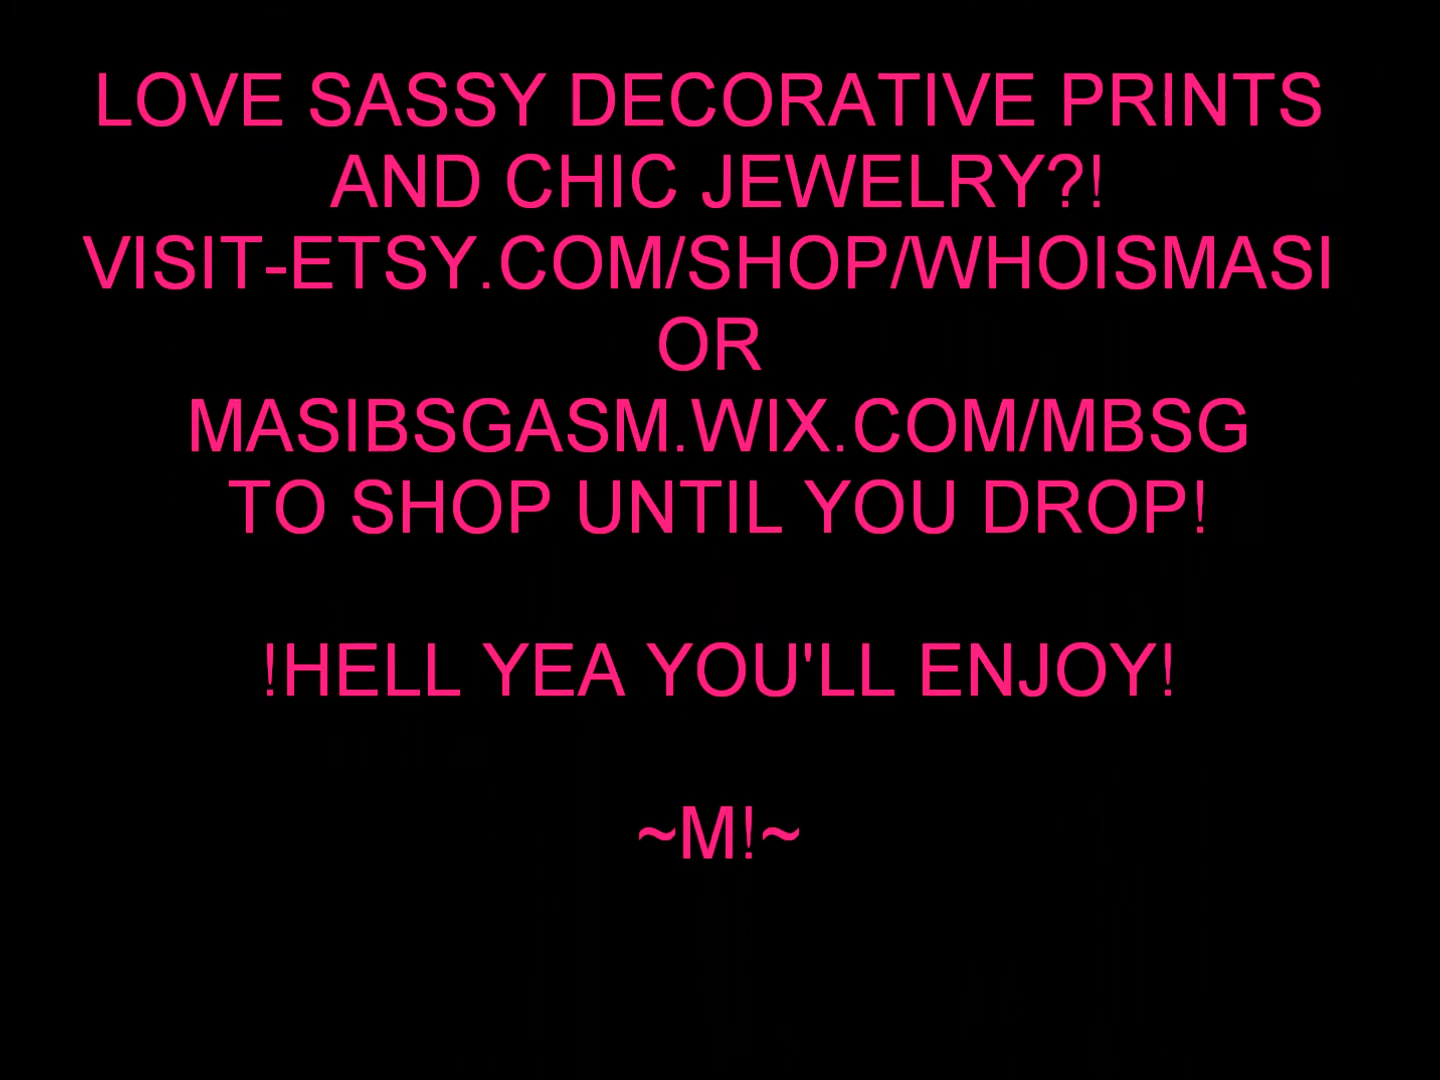 LOVE SASSY DECORATIVE PRINTS
AND CHIC JEWELRY?!
VISIT-ETSY.COM/SHOP/WHOISMASI
OR
MASIBSGASM.WIX.COM/MBSG
TO SHOP UNTIL YOU DROP!
!HELL YEA YOU'LL ENJOY!
~M!~